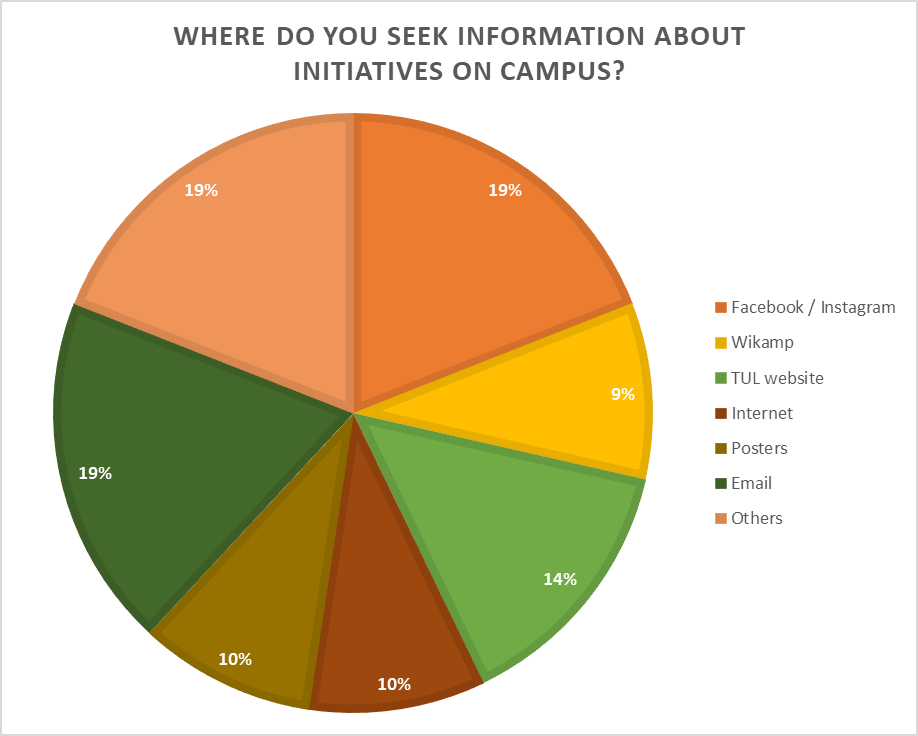 WHERE DO YOU SEEK INFORMATION ABOUT
INITIATIVES ON CAMPUS?
19%
19%
9%
19%
14%
10%
10%
Facebook / Instagram
Wikamp
TUL website
Internet
Posters
Email
Others